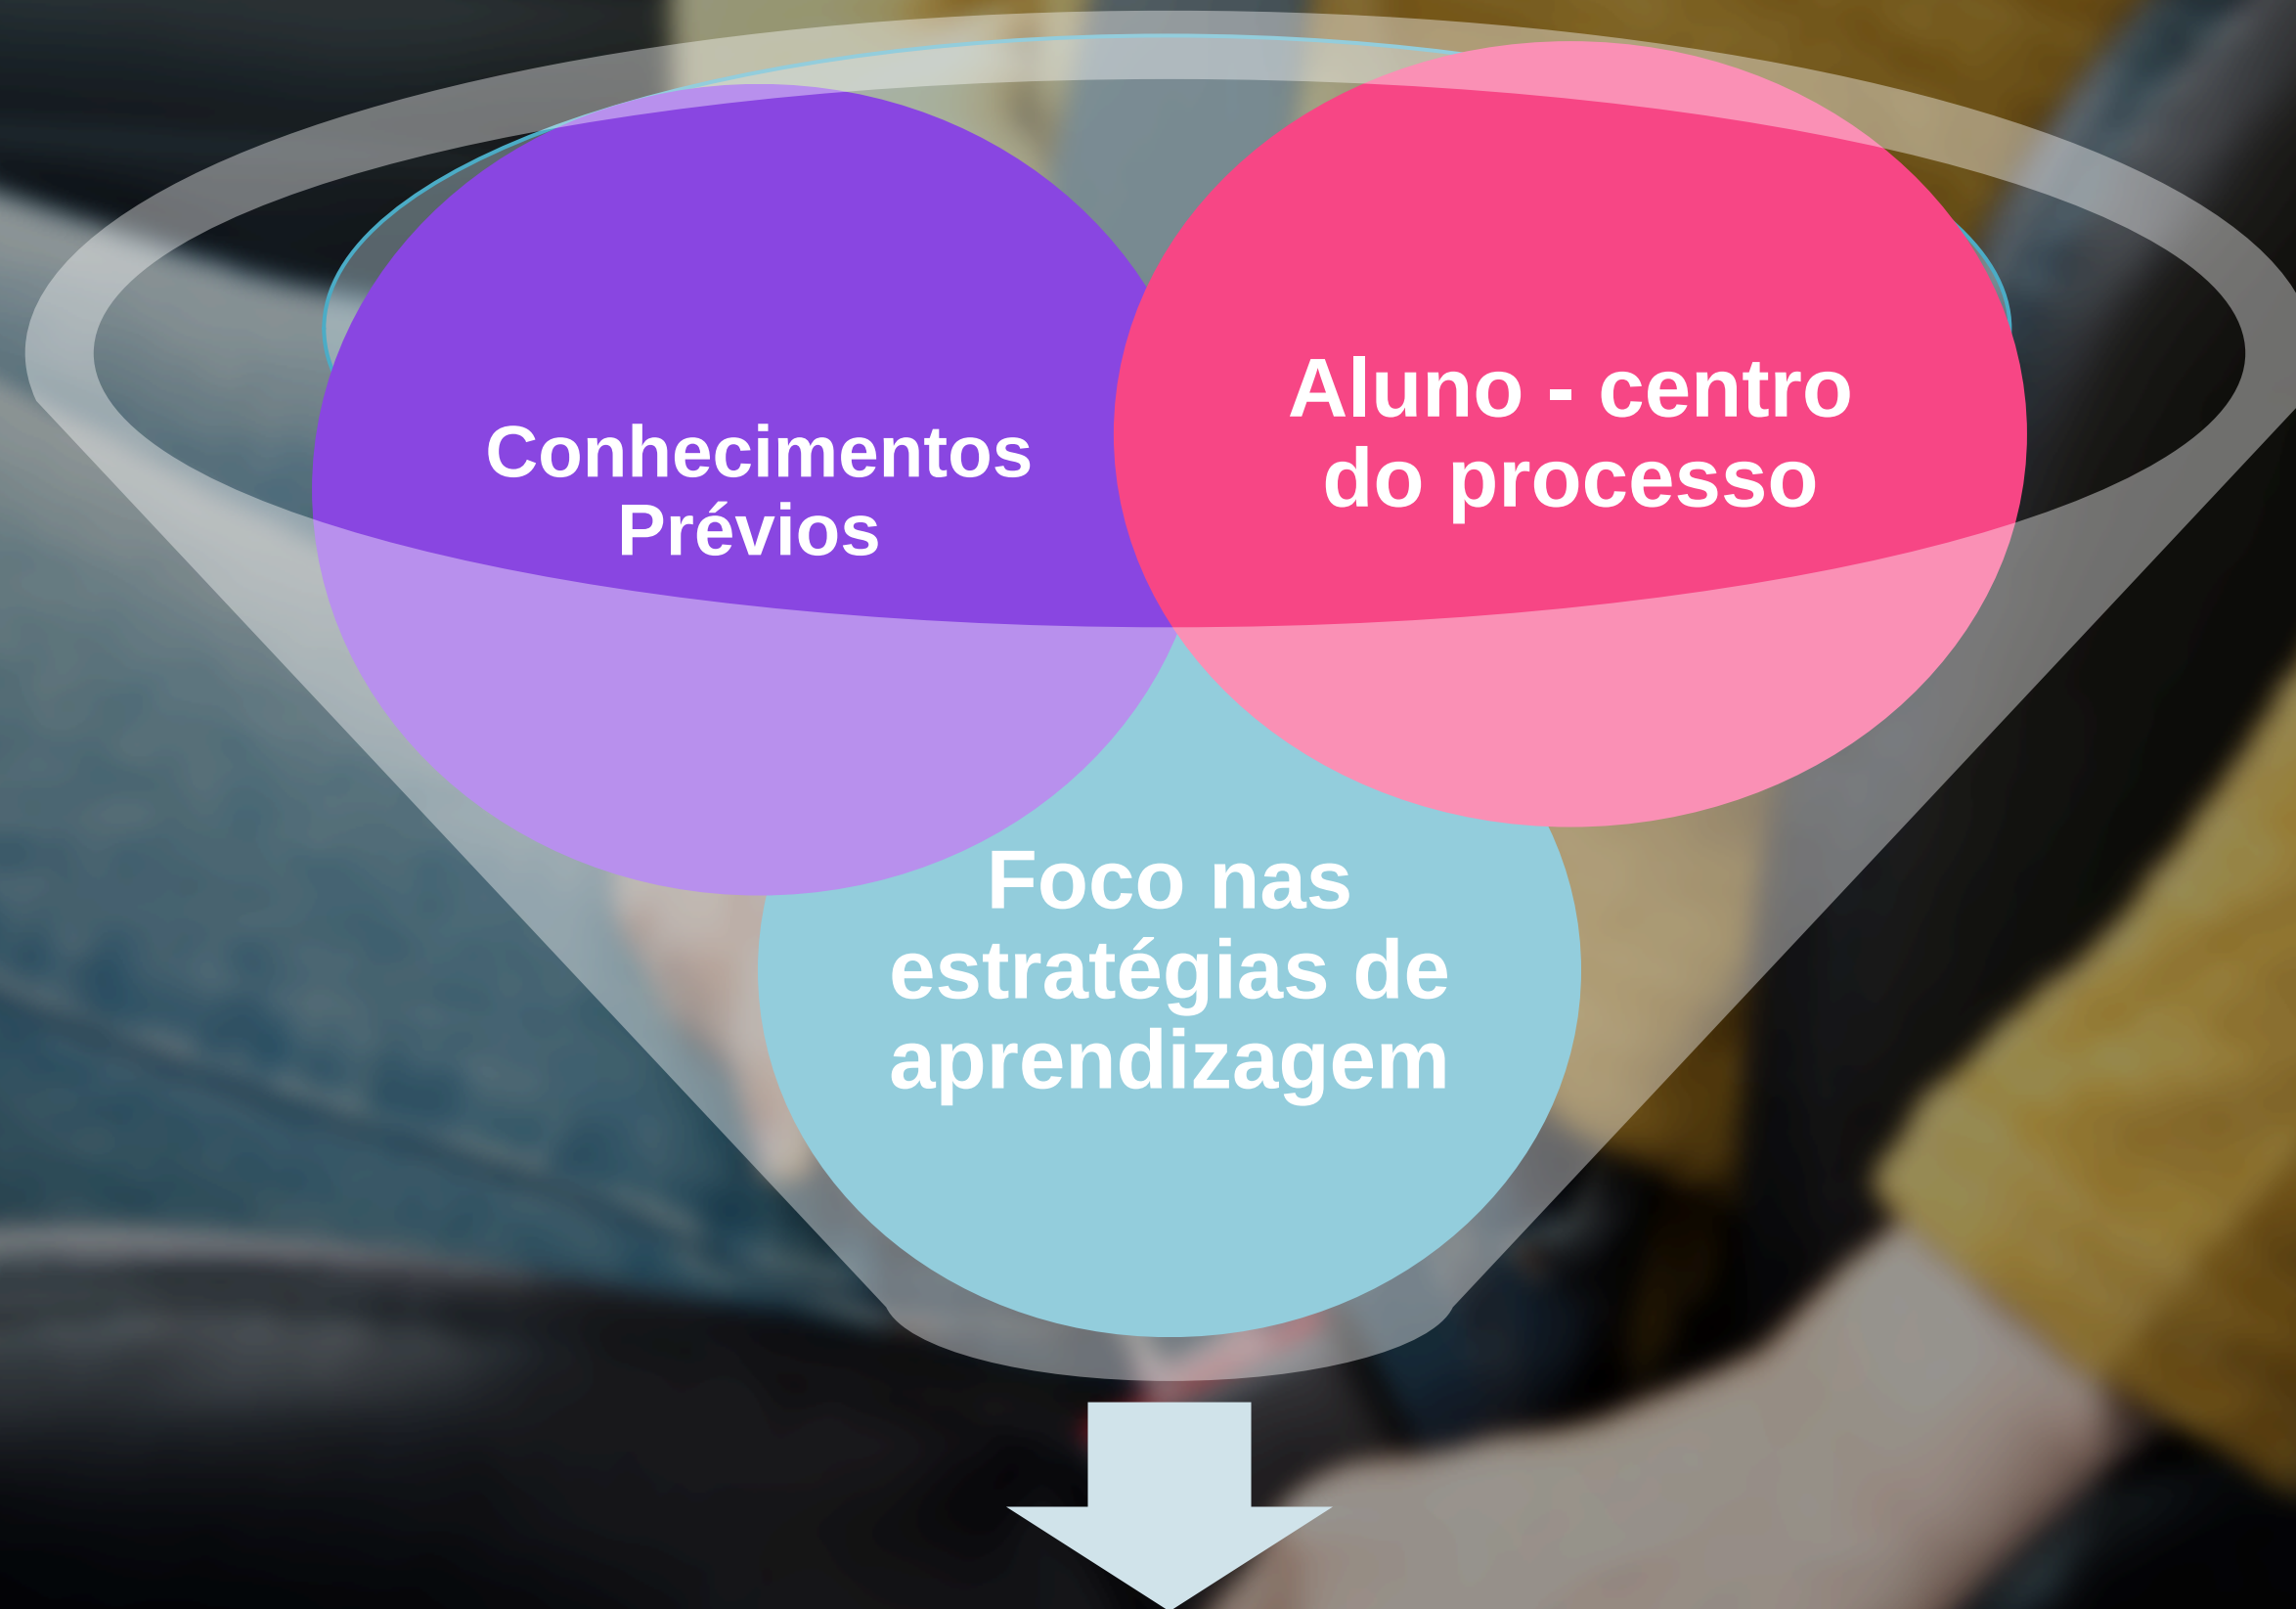 Conhecimentos
Prévios
Aluno - centro
do processo
Foco nas
estratégias de
aprendizagem